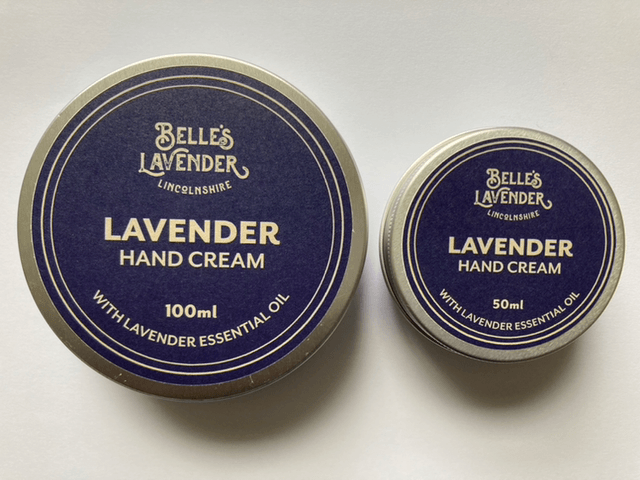 BELLE'S
LAVENDER
LINCOLNSHIRE
LAVENDER
HAND CREAM
100ml
WITH LAVENDER ESSENTIAL OIL
BELLE'S
LAVENDER
LINCOLNSHIRE
LAVENDER
HAND CREAM
50ml
WITH LAVENDER ESSENTIAL OIL